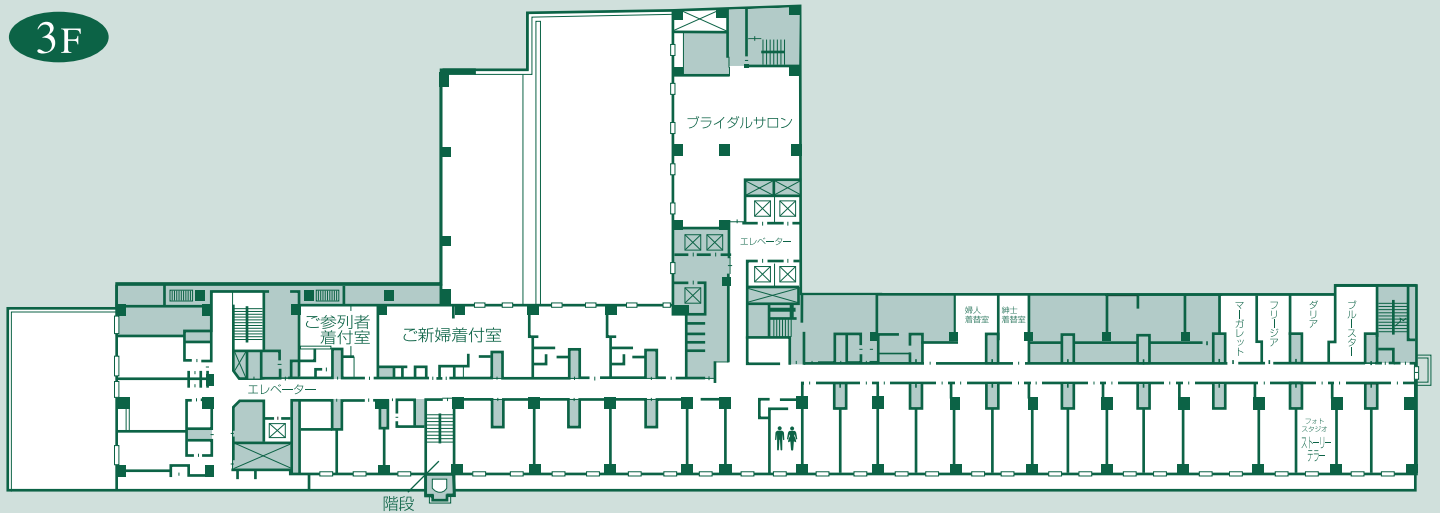 3F
ブライダルサロン
エレベーター
ご参列者
着付室
ご新婦着付室
婦人
着替室
紳士
着替室
マーガレット
フリージア
ダリア
ブルースター
エレベーター
フォト
スタジオ
ストーリー
テラー
階段